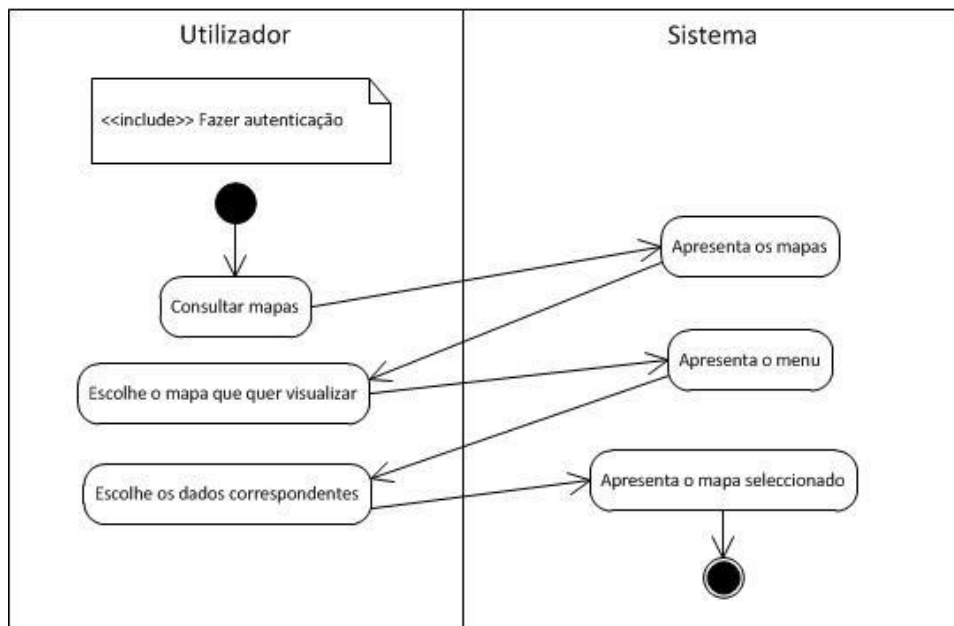 Utilizador
Sistema
<<include>> Fazer autenticação
Apresenta os mapas
Consultar mapas
Apresenta o menu
Escolhe o mapa que quer visualizar
Apresenta o mapa seleccionado
Escolhe os dados correspondentes